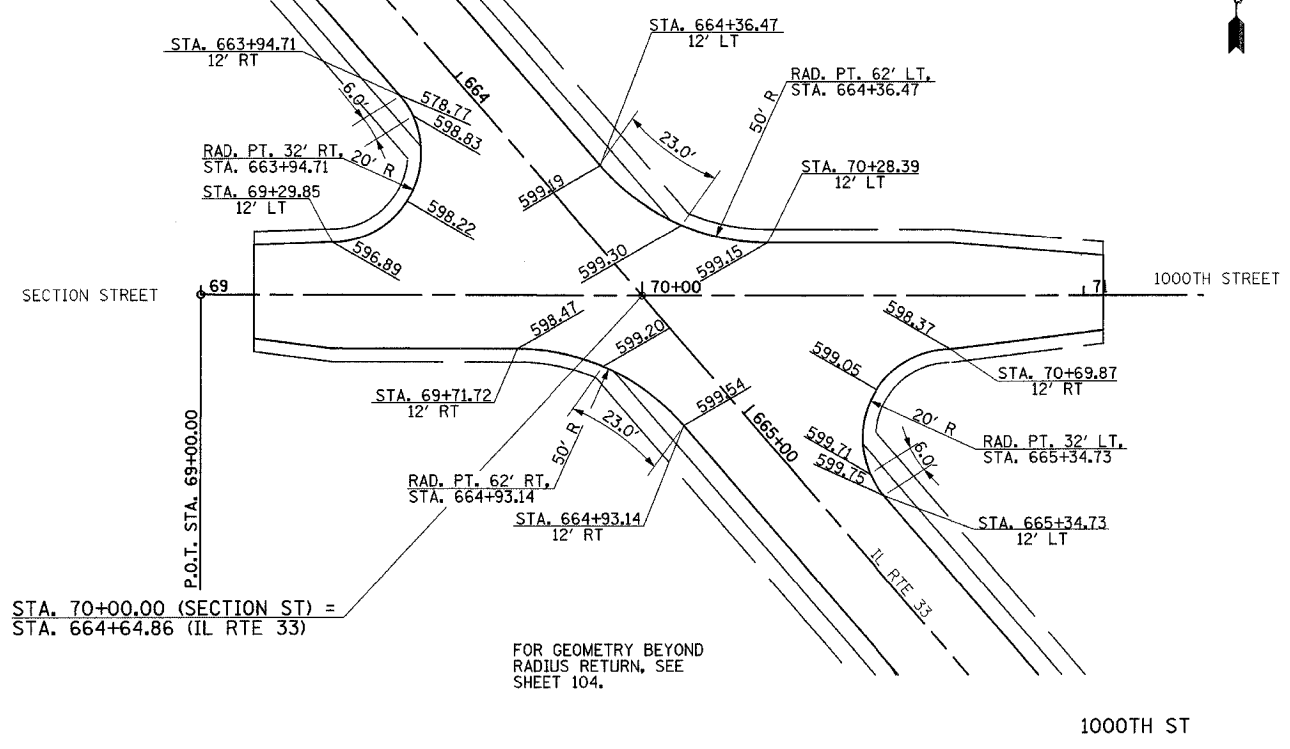 STA. 664+36.47
12' LT
STA. 663+94.71
12' RT
664
RAD. PT. 62' LT,
STA. 664+36.47
50' R
6.0'
578.77
598.83
23.0'
RAD. PT. 32' RT,
STA. 663+94.71
20' R
STA. 70+28.39
12' LT
STA. 69+29.85
12' LT
599.19
598.22
596.89
599.30
599.15
SECTION STREET
69
70+00
71
1000TH STREET
598.47
599.20
598.37
599.05
STA. 70+69.87
12' RT
STA. 69+71.72
12' RT
599.54
665+00
23.0'
50' R
20' R
599.71
599.75
6.0'
RAD. PT. 32' LT,
STA. 665+34.73
RAD. PT. 62' RT,
STA. 664+93.14
STA. 664+93.14
12' RT
STA. 665+34.73
12' LT
P.O.T. STA. 69+00.00
IL RTE 33
STA. 70+00.00 (SECTION ST) =
STA. 664+64.86 (IL RTE 33)
FOR GEOMETRY BEYOND
RADIUS RETURN, SEE
SHEET 104.
1000TH ST